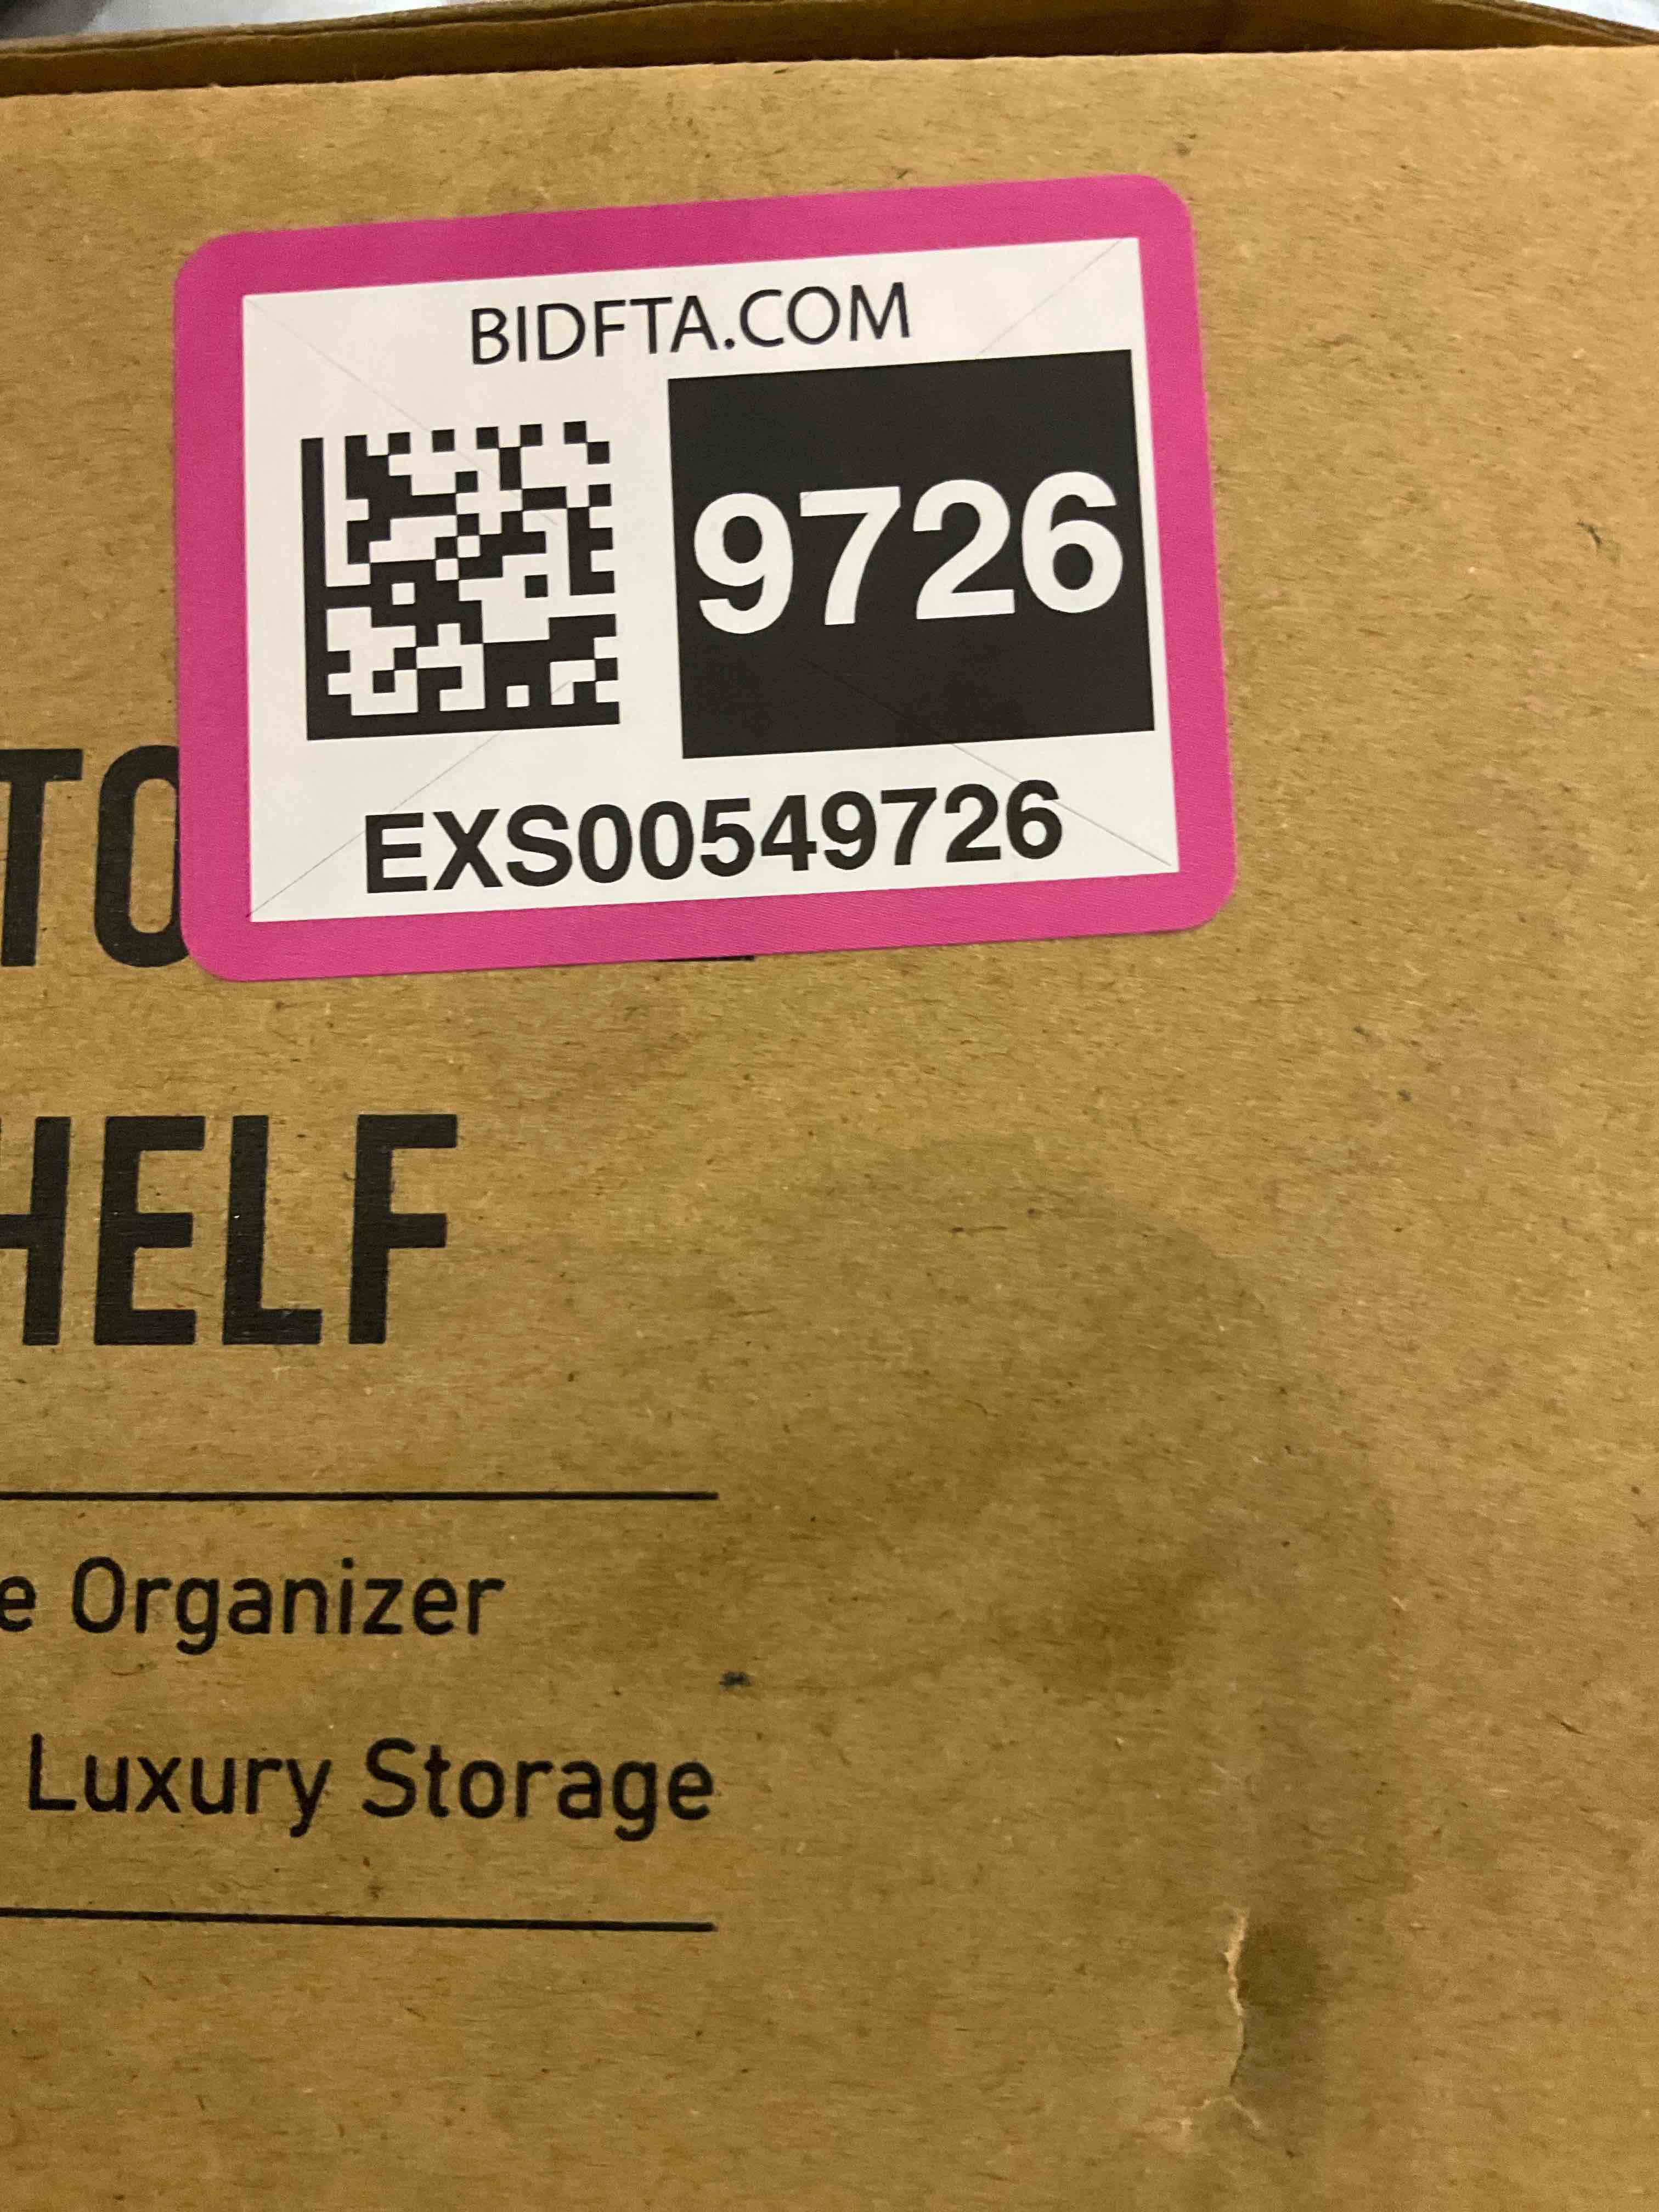 BIDFTA.COM
9726
EXS00549726
TO
HELF
e Organizer
Luxury Storage